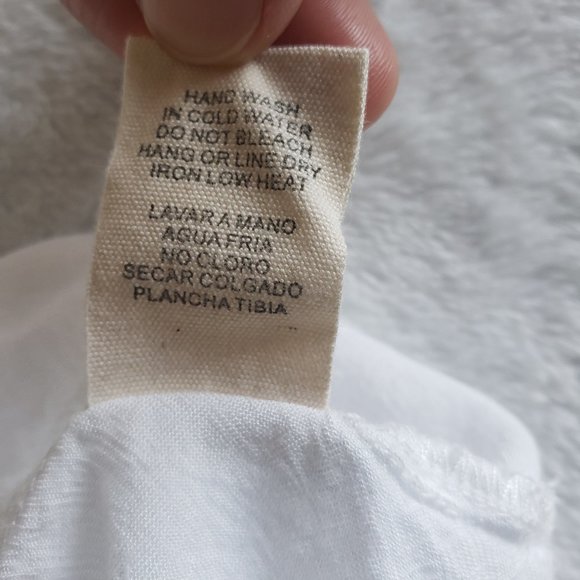 HAND WASH
IN COLD WATER
DO NOT BLEACH
HANG OR LINE DRY
IRON LOW HEAT
LAVAR A MANO
AGUA FRIA
NO CLORO
SECAR COLGADO
PLANCHA TIBIA